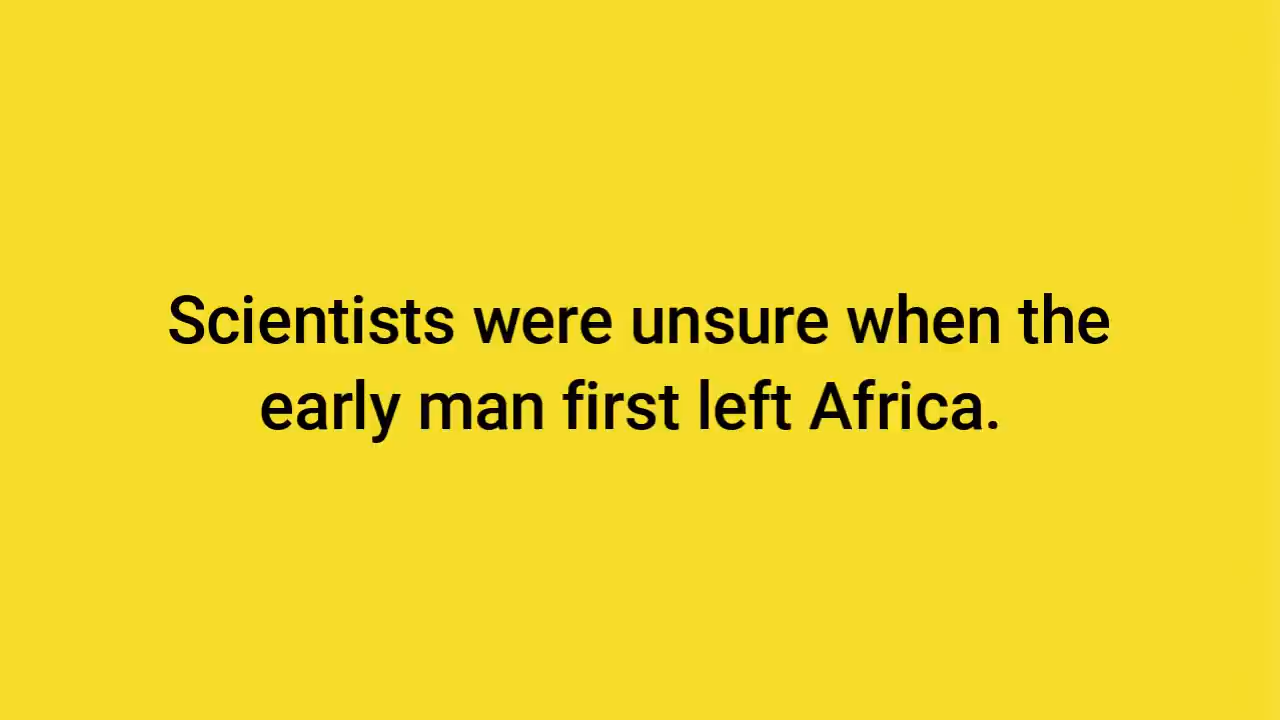 Scientists were unsure when the
early man first left Africa.